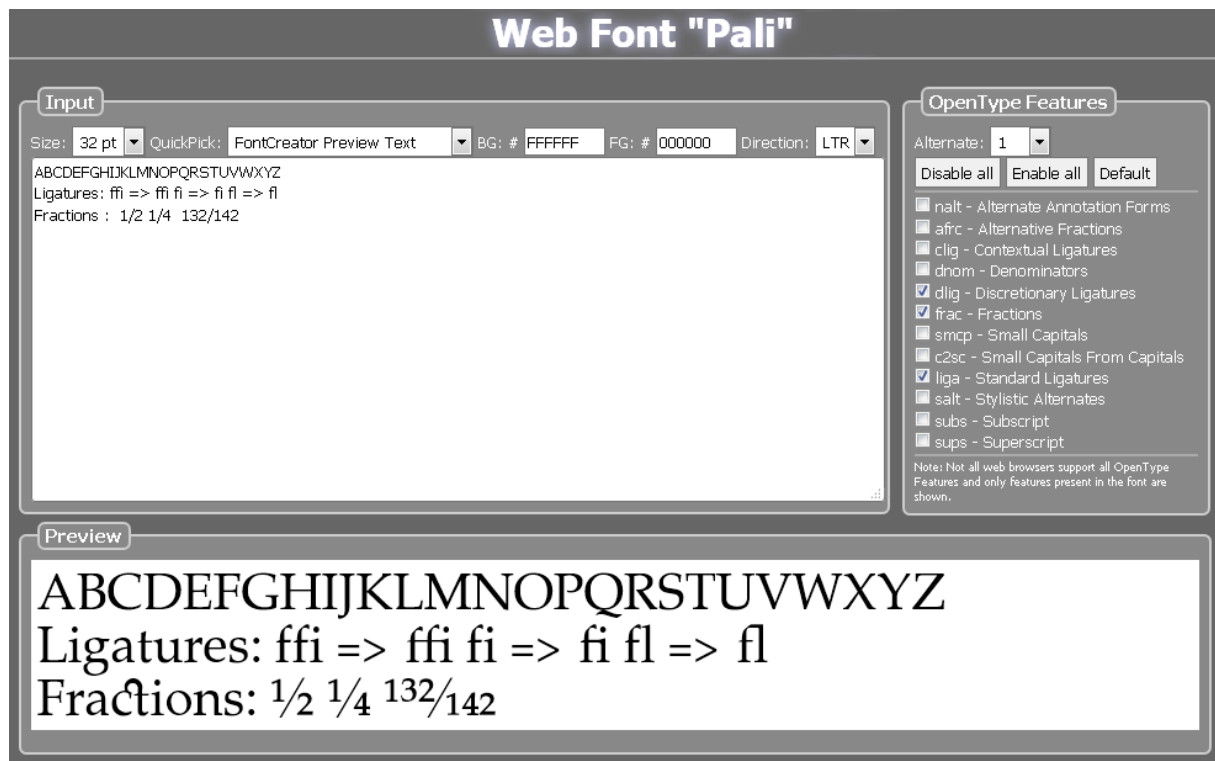 Web Font "Pali"
Input
Size: 32 pt QuickPick: FontCreator Preview Text BG: # FFFFFF FG: # 000000 Direction: LTR
ABCDEFGHIJKLMNOPQRSTUVWXYZ
Ligatures: ffi => ffi fi => fi fl => fl
Fractions : 1/2 1/4  132/142
OpenType Features
Alternate: 1
Disable all Enable all Default
nalt - Alternate Annotation Forms
afrc - Alternative Fractions
clig - Contextual Ligatures
dnom - Denominators
dlig - Discretionary Ligatures
frac - Fractions
smcp - Small Capitals
c2sc - Small Capitals From Capitals
liga - Standard Ligatures
salt - Stylistic Alternates
subs - Subscript
sups - Superscript
Note: Not all web browsers support all OpenType
Features and only features present in the font are
shown.
Preview
ABCDEFGHIJKLMNOPQRSTUVWXYZ
Ligatures: ffi => ffi fi => fi fl => fl
Fractions: 1/2 1/4 132/142